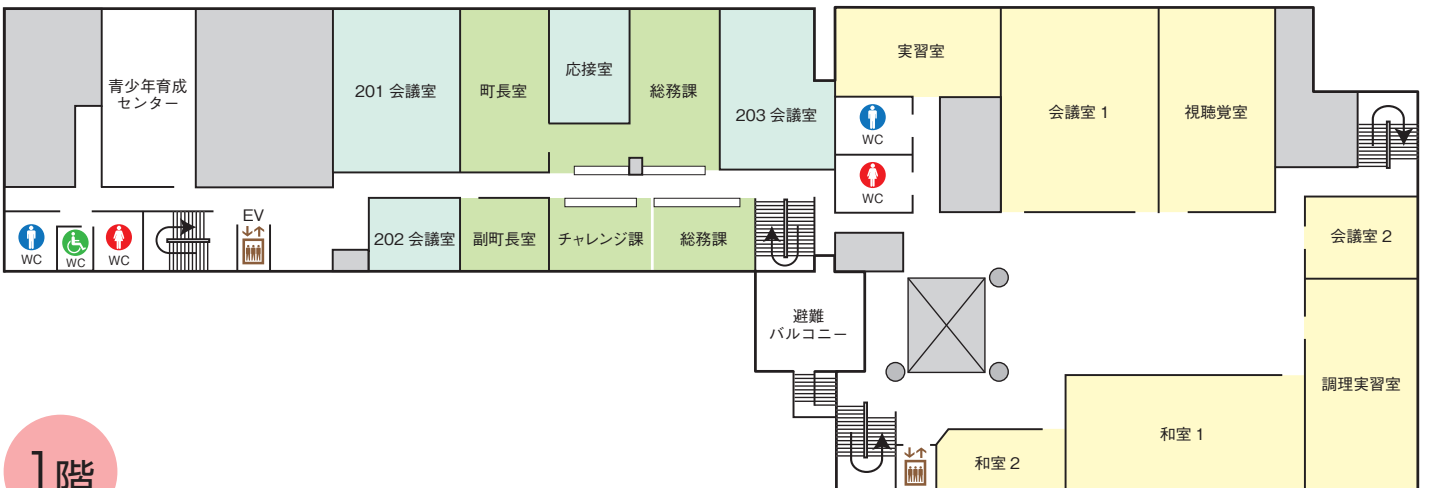 青少年育成
センター
201 会議室
町長室
応接室
総務課
203 会議室
実習室
会議室 1
視聴覚室
WC
WC
WC
WC
WC
EV
202 会議室
副町長室
チャレンジ課
総務課
会議室 2
避難
バルコニー
調理実習室
和室 1
和室 2
1階